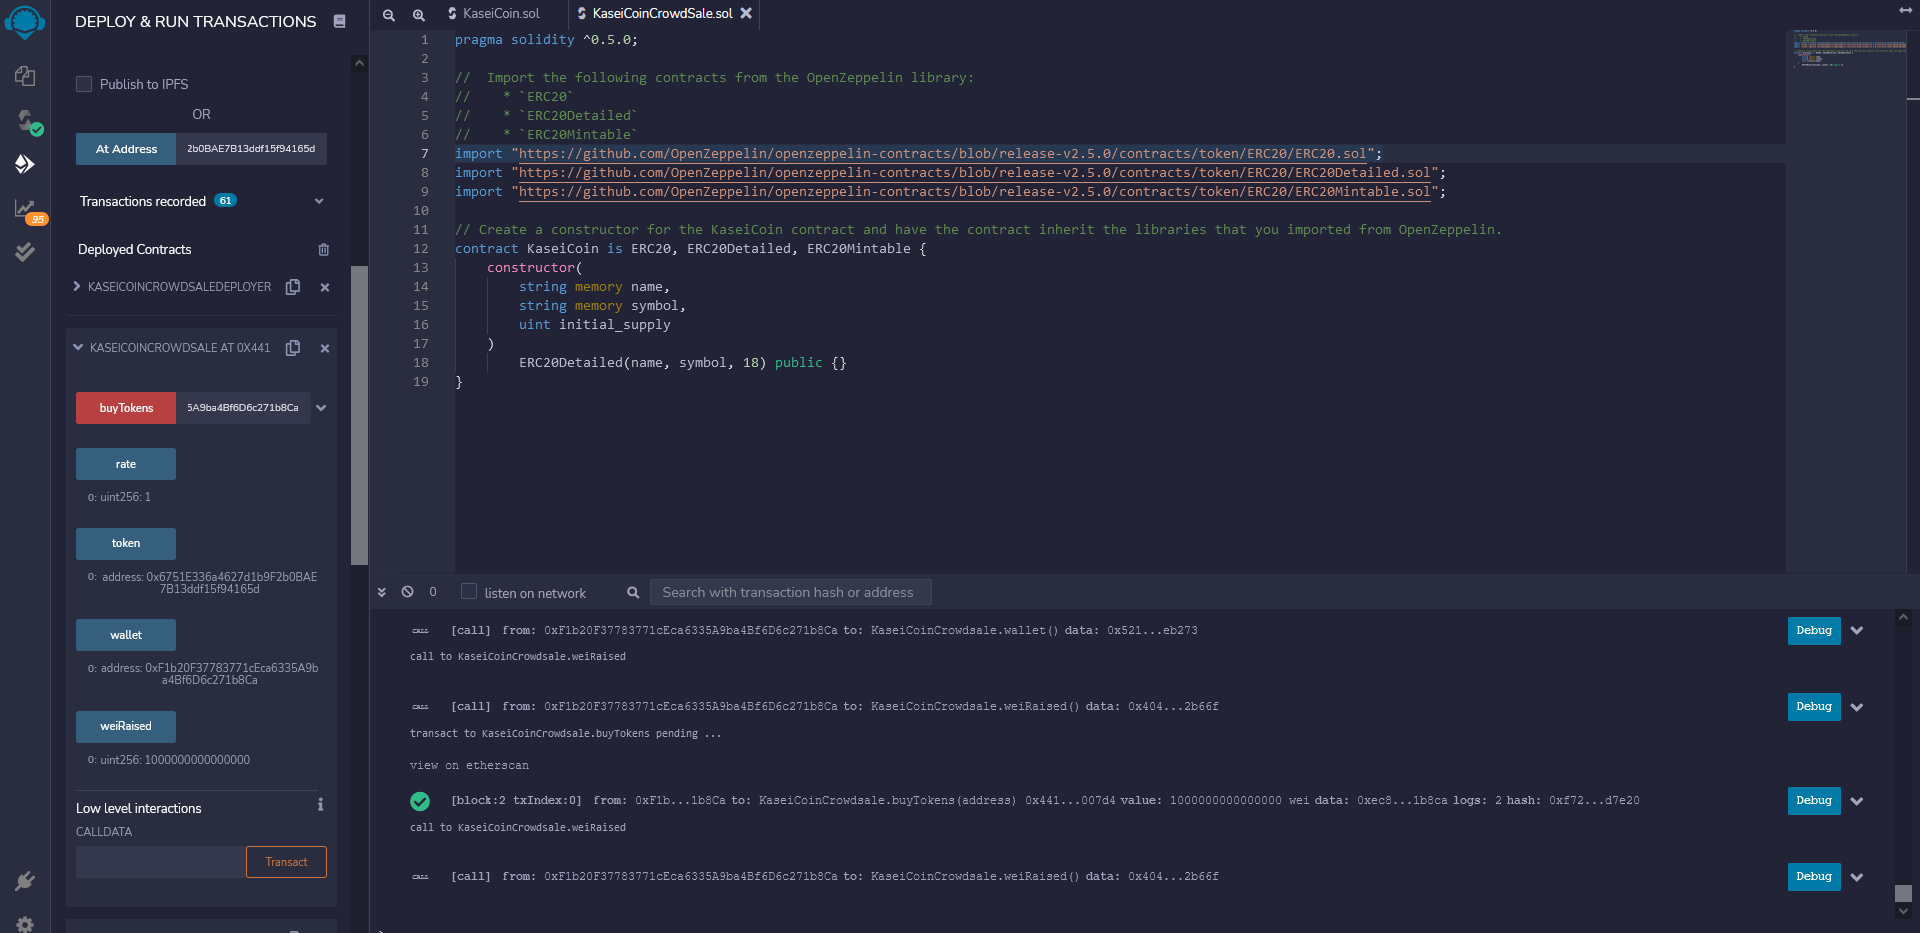 DEPLOY & RUN TRANSACTIONS
Publish to IPFS
OR
At Address 2b0BAE7B13ddf15f94165d
Transactions recorded 61
Deployed Contracts
KASEICOINCROWDSALEDEPLOYER
KASEICOINCROWDSALE AT 0X441
buyTokens 5A9ba4Bf6D6c271b8Ca
rate
0: uint256: 1
token
0: address: 0x6751E336a4627d1b9F2b0BAE
7B13ddf15f94165d
wallet
0: address: 0xF1b20F37783771cEca6335A9b
a4Bf6D6c271b8Ca
weiRaised
0: uint256: 1000000000000000
Low level interactions
CALLDATA
Transact
95
KaseiCoin.sol
KaseiCoinCrowdSale.sol
1 pragma solidity ^0.5.0;
2
3 //  Import the following contracts from the OpenZeppelin library:
4 //    * `ERC20`
5 //    * `ERC20Detailed`
6 //    * `ERC20Mintable`
7 import "https://github.com/OpenZeppelin/openzeppelin-contracts/blob/release-v2.5.0/contracts/token/ERC20/ERC20.sol";
8 import "https://github.com/OpenZeppelin/openzeppelin-contracts/blob/release-v2.5.0/contracts/token/ERC20/ERC20Detailed.sol";
9 import "https://github.com/OpenZeppelin/openzeppelin-contracts/blob/release-v2.5.0/contracts/token/ERC20/ERC20Mintable.sol";
10
11 // Create a constructor for the KaseiCoin contract and have the contract inherit the libraries that you imported from OpenZeppelin.
12 contract KaseiCoin is ERC20, ERC20Detailed, ERC20Mintable {
13     constructor(
14         string memory name,
15         string memory symbol,
16         uint initial_supply
17     )
18         ERC20Detailed(name, symbol, 18) public {}
19 }
0 listen on network Search with transaction hash or address
CALL [call] from: 0xF1b20F37783771cEca6335A9ba4Bf6D6c271b8Ca to: KaseiCoinCrowdsale.wallet() data: 0x521...eb273 Debug
call to KaseiCoinCrowdsale.weiRaised
CALL [call] from: 0xF1b20F37783771cEca6335A9ba4Bf6D6c271b8Ca to: KaseiCoinCrowdsale.weiRaised() data: 0x404...2b66f Debug
transact to KaseiCoinCrowdsale.buyTokens pending ...
view on etherscan
[block:2 txIndex:0] from: 0xF1b...1b8Ca to: KaseiCoinCrowdsale.buyTokens(address) 0x441...007d4 value: 1000000000000000 wei data: 0xec8...1b8ca logs: 2 hash: 0xf72...d7e20 Debug
call to KaseiCoinCrowdsale.weiRaised
CALL [call] from: 0xF1b20F37783771cEca6335A9ba4Bf6D6c271b8Ca to: KaseiCoinCrowdsale.weiRaised() data: 0x404...2b66f Debug